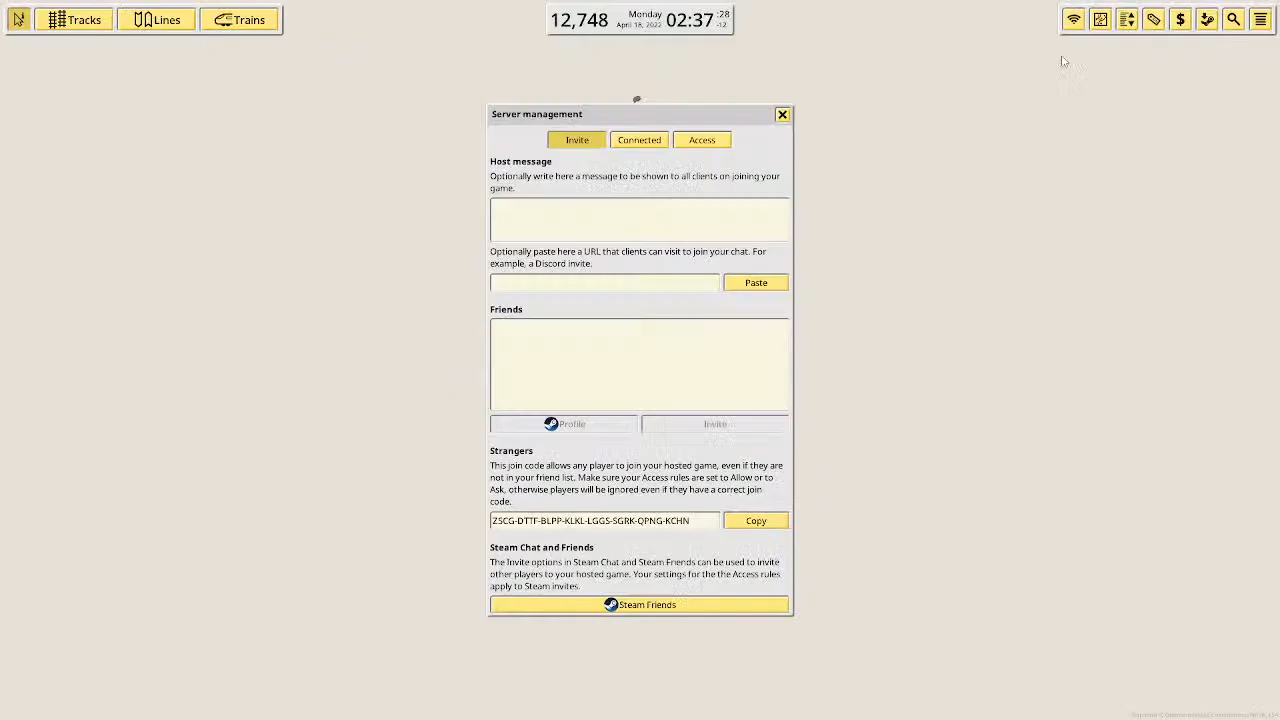 Tracks
Lines
Trains
12,748
Monday
April 18, 2022
02:37
:28
-12
Server management
Invite
Connected
Access
Host message
Optionally write here a message to be shown to all clients on joining your
game.
Optionally paste here a URL that clients can visit to join your chat. For
example, a Discord invite.
Paste
Friends
Profile
Invite
Strangers
This join code allows any player to join your hosted game, even if they are
not in your friend list. Make sure your Access rules are set to Allow or to
Ask, otherwise players will be ignored even if they have a correct join
code.
ZSCG-DTTF-BLPP-KLKL-LGGS-SGRK-QPNG-KCHN
Copy
Steam Chat and Friends
The Invite options in Steam Chat and Steam Friends can be used to invite
other players to your hosted game. Your settings for the the Access rules
apply to Steam invites.
Steam Friends